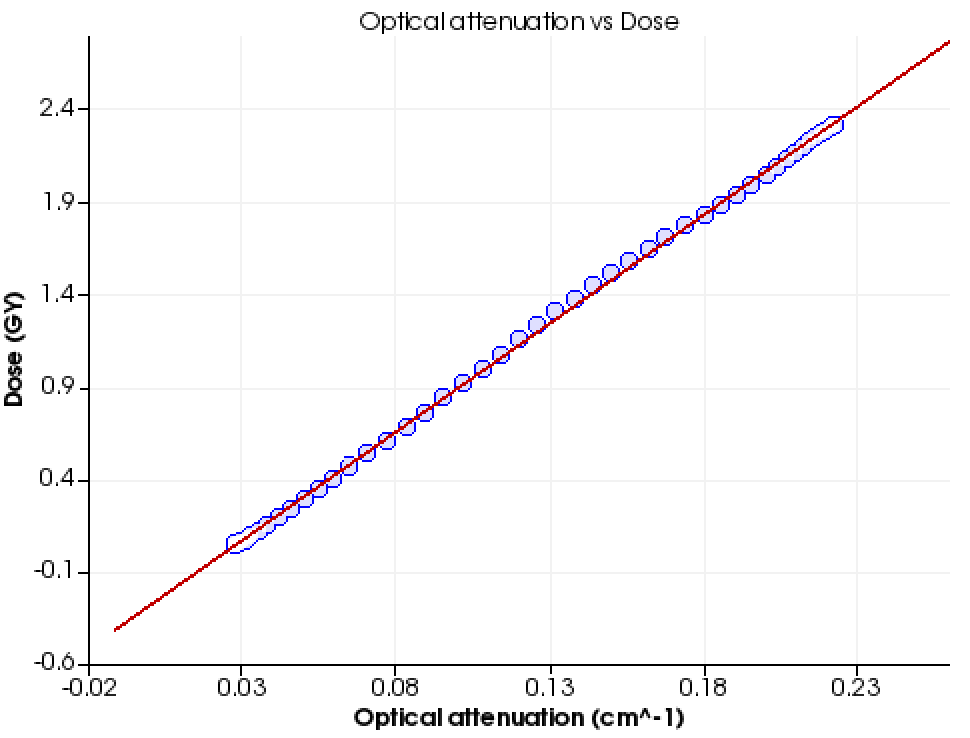 Optical attenuation vs Dose
2.4
1.9
1.4
0.9
0.4
-0.1
-0.6
Dose (GY)
-0.02 0.03 0.08 0.13 0.18 0.23
Optical attenuation (cm^-1)